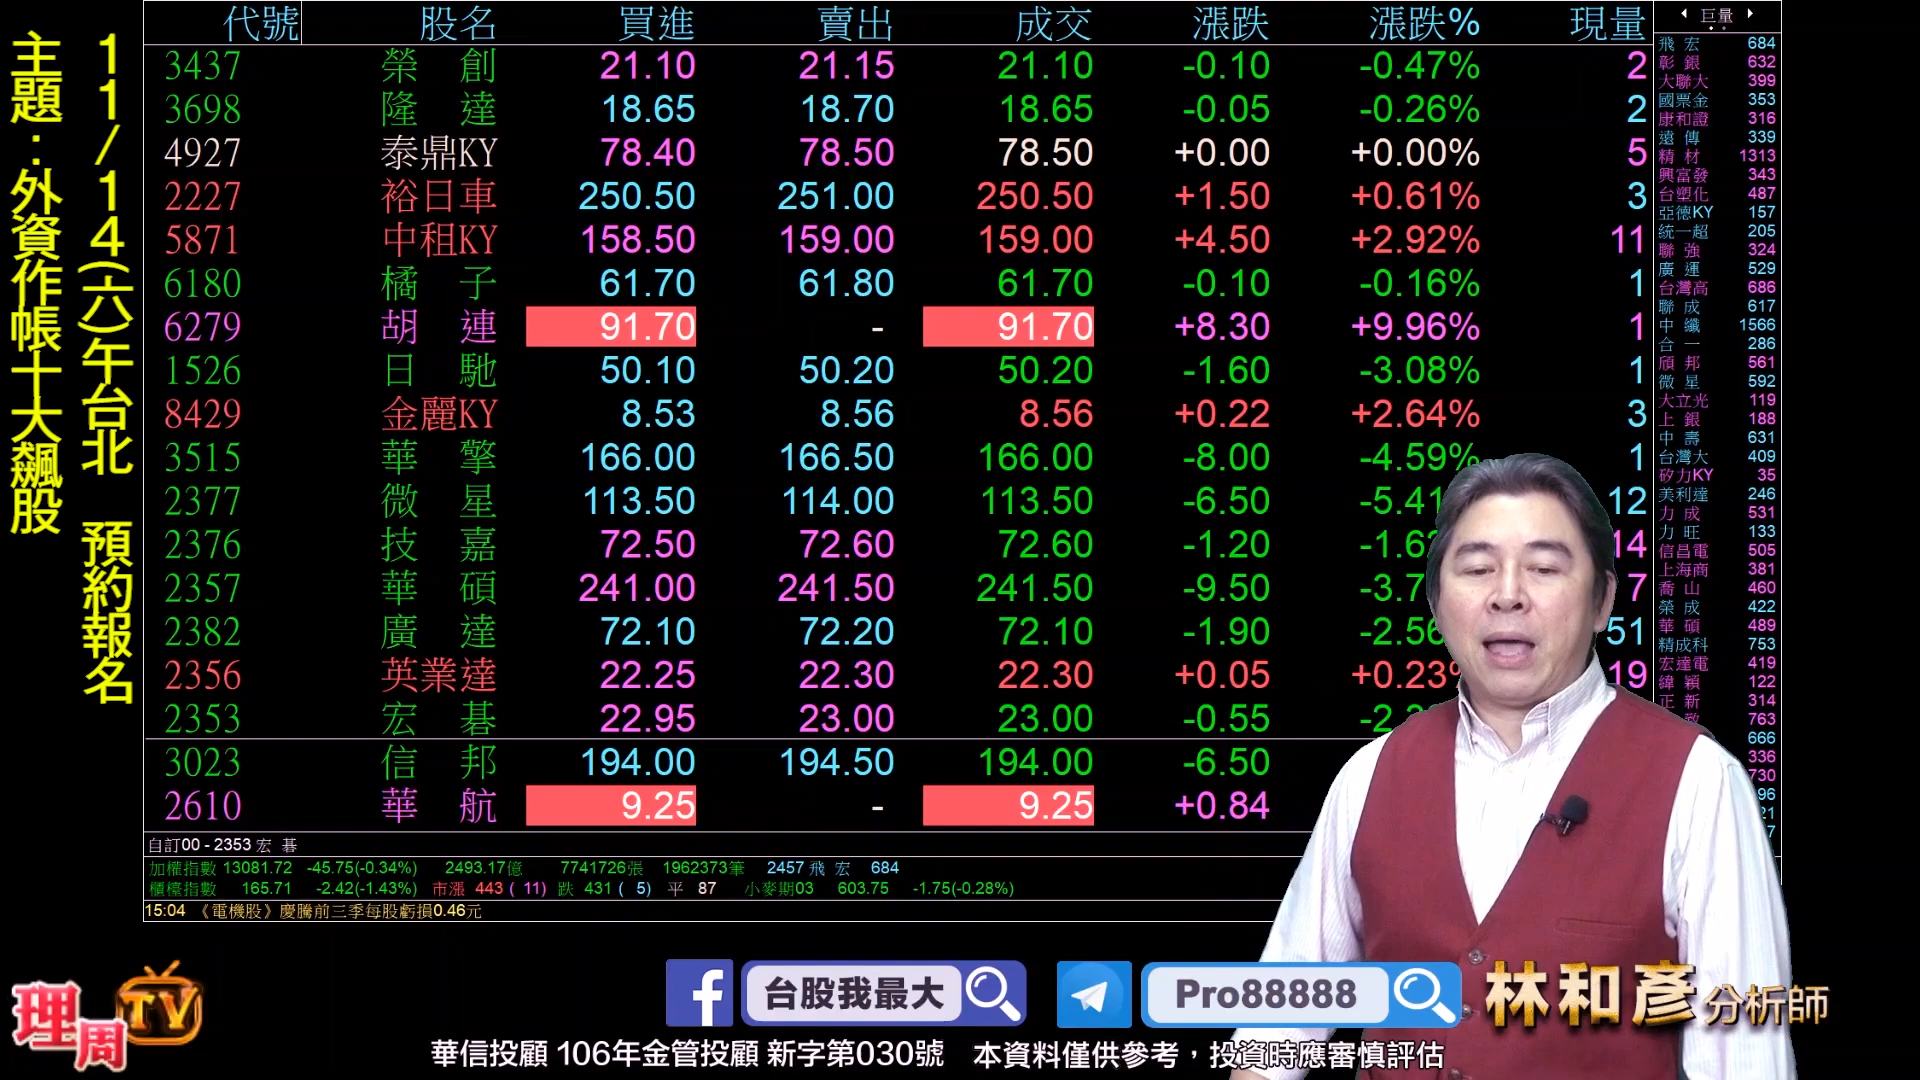 11/14(六)午台北 預約報名
主題：外資作帳十大飆股
代號 股名 買進 賣出 成交 漲跌 漲跌% 現量
3437 榮創 21.10 21.15 21.10 -0.10 -0.47% 2
3698 隆達 18.65 18.70 18.65 -0.05 -0.26% 2
4927 泰鼎KY 78.40 78.50 78.50 +0.00 +0.00% 5
2227 裕日車 250.50 251.00 250.50 +1.50 +0.61% 3
5871 中租KY 158.50 159.00 159.00 +4.50 +2.92% 11
6180 橘子 61.70 61.80 61.70 -0.10 -0.16% 1
6279 胡連 91.70 - 91.70 +8.30 +9.96% 1
1526 日馳 50.10 50.20 50.20 -1.60 -3.08% 1
8429 金麗KY 8.53 8.56 8.56 +0.22 +2.64% 3
3515 華擎 166.00 166.50 166.00 -8.00 -4.59% 1
2377 微星 113.50 114.00 113.50 -6.50 -5.41 12
2376 技嘉 72.50 72.60 72.60 -1.20 -1.6 14
2357 華碩 241.00 241.50 241.50 -9.50 -3.7 7
2382 廣達 72.10 72.20 72.10 -1.90 -2.56 51
2356 英業達 22.25 22.30 22.30 +0.05 +0.23% 19
2353 宏碁 22.95 23.00 23.00 -0.55 -2.
3023 信邦 194.00 194.50 194.00 -6.50
2610 華航 9.25 - 9.25 +0.84
自訂00 - 2353 宏碁
加權指數 13081.72 -45.75(-0.34%) 2493.17億 7741726張 1962373筆 2457 飛宏 684
櫃檯指數 165.71 -2.42(-1.43%) 市漲 443 ( 11) 跌 431 ( 5) 平 87 小麥期03 603.75 -1.75(-0.28%)
15:04 《電機股》慶騰前三季每股虧損0.46元
巨量
飛宏 684
彰銀 632
大聯大 399
國票金 353
康和證 316
遠傳 339
精材 1313
興富發 343
台塑化 487
亞德KY 157
統一超 205
聯強 324
廣運 529
台灣高 686
聯成 617
中纖 1566
合一 286
頎邦 561
微星 592
大立光 119
上銀 188
中壽 631
台灣大 409
矽力KY 35
美利達 246
力成 531
力旺 133
信昌電 505
上海商 381
喬山 460
榮成 422
華碩 489
精成科 753
宏達電 419
緯穎 122
正新 314
致 763
666
336
730
理周TV
台股我最大
Pro88888
林和彥分析師
華信投顧 106年金管投顧 新字第030號 本資料僅供參考，投資時應審慎評估